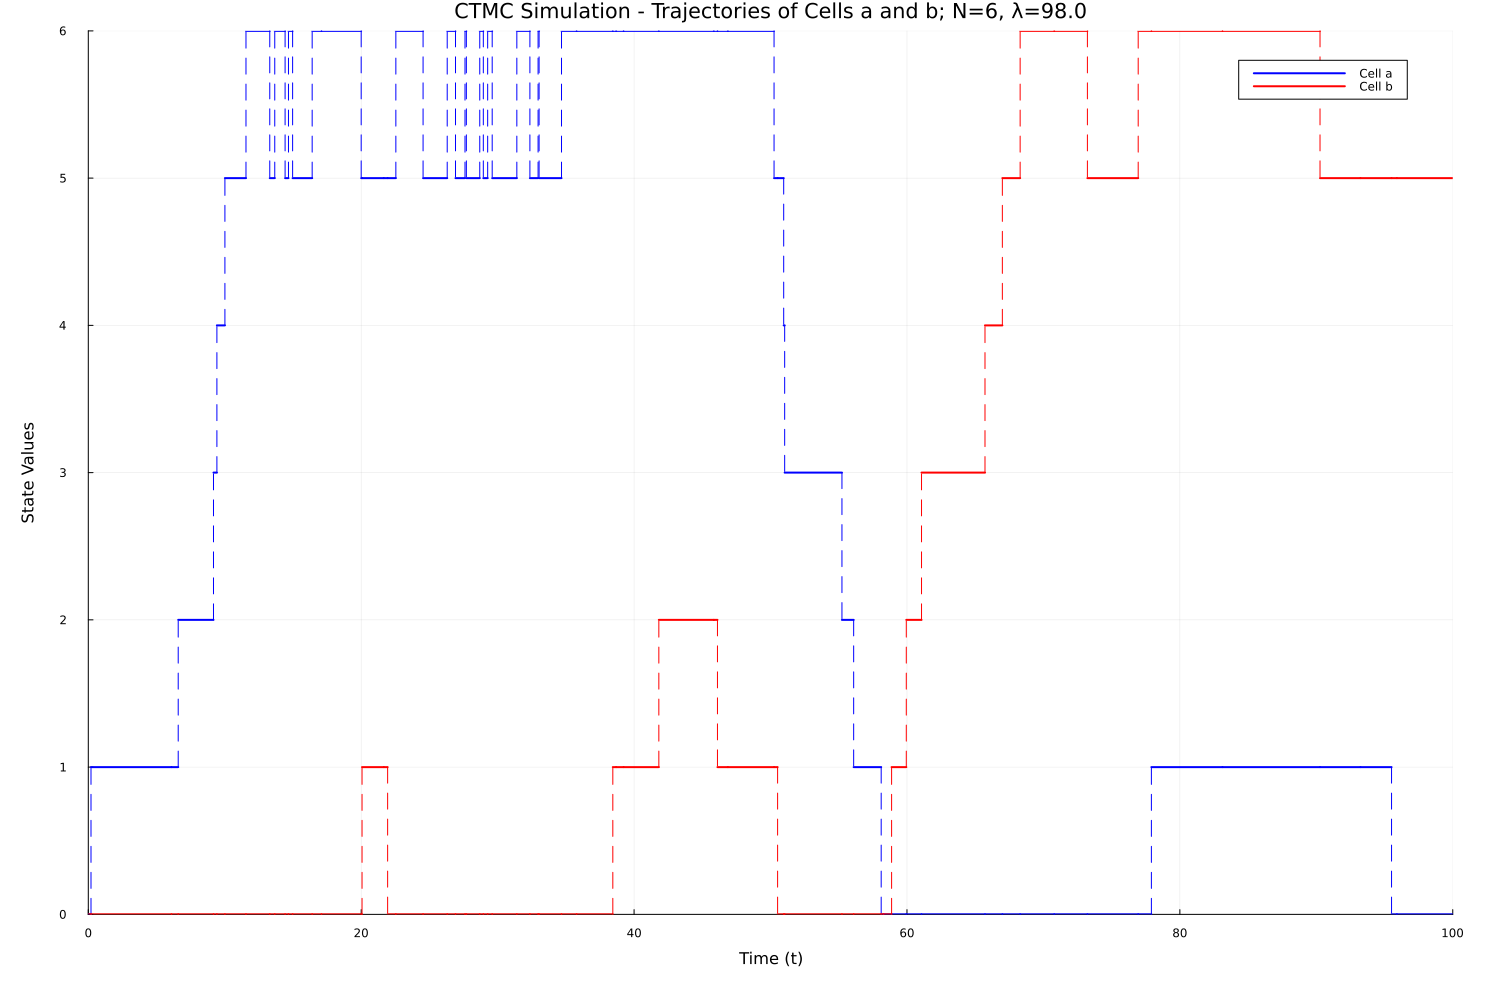 CTMC Simulation - Trajectories of Cells a and b; N=6, λ=98.0
6
Cell a
Cell b
5
4
State Values
3
2
1
0
0 20 40 60 80 100
Time (t)